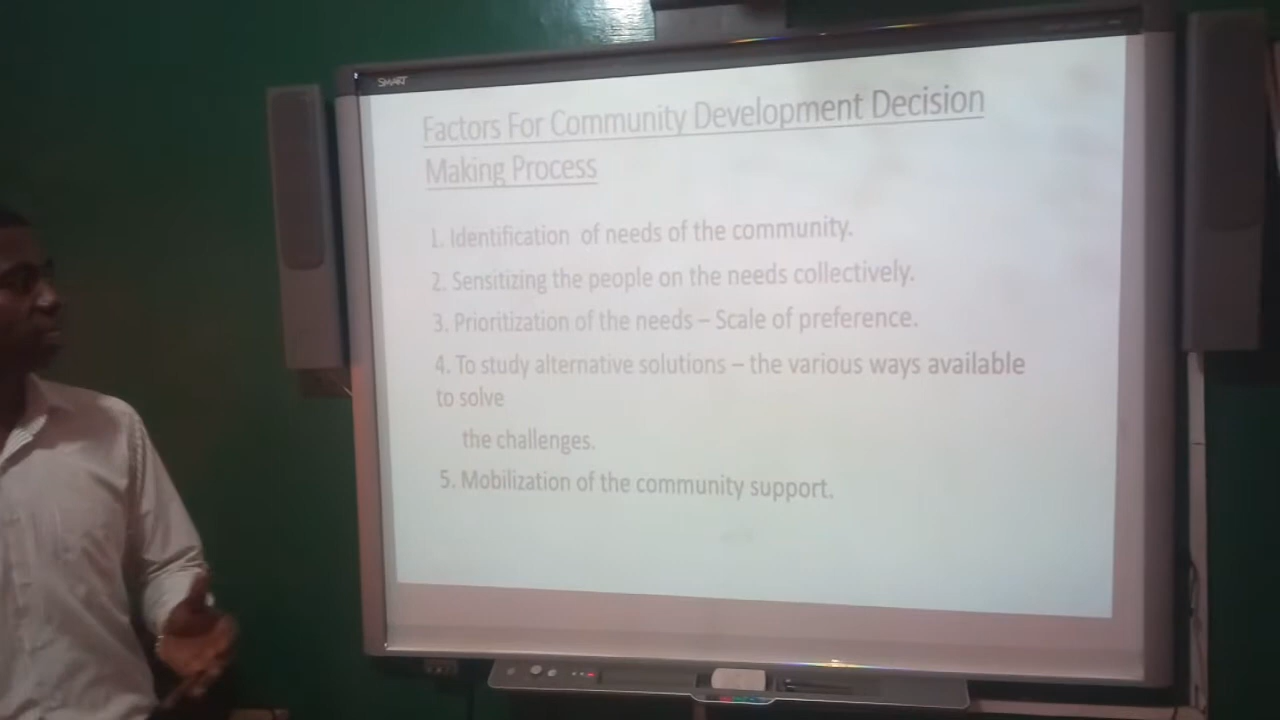 SMART
Factors For Community Development Decision
Making Process
1. Identification of needs of the community.
2. Sensitizing the people on the needs collectively.
3. Prioritization of the needs – Scale of preference.
4. To study alternative solutions – the various ways available
to solve
the challenges.
5. Mobilization of the community support.